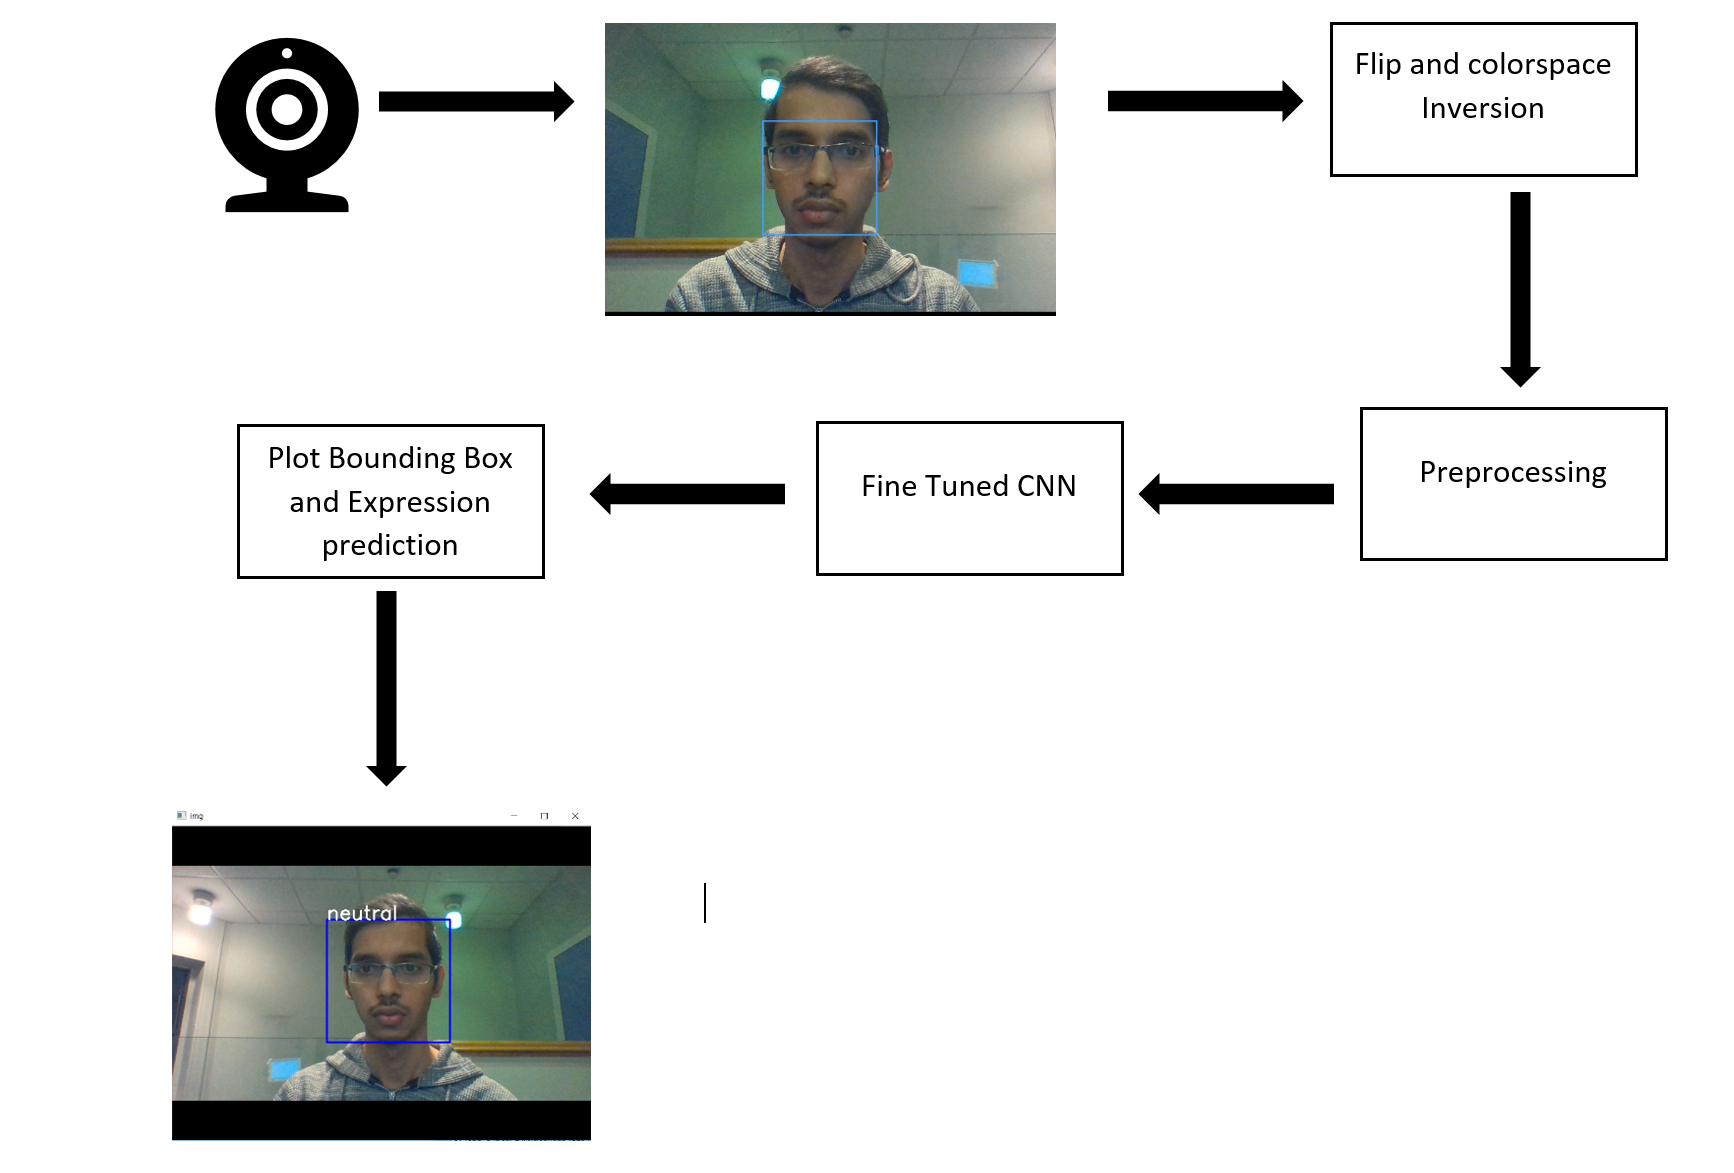 Flip and colorspace
Inversion
Preprocessing
Fine Tuned CNN
Plot Bounding Box
and Expression
prediction
img
neutral